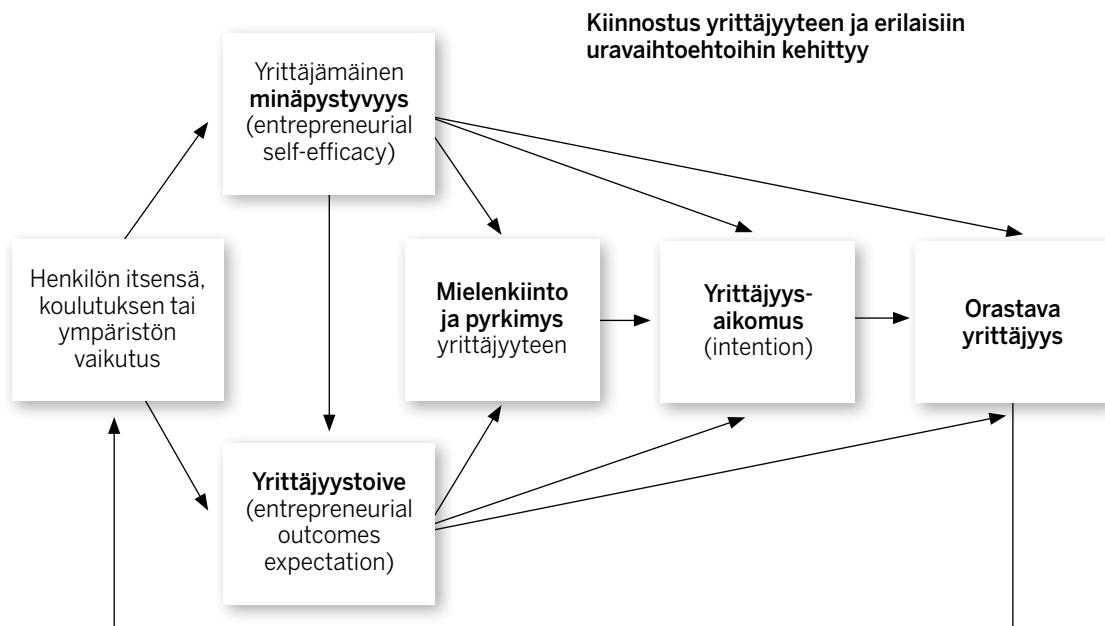 Kiinnostus yrittäjyyteen ja erilaisiin
uravaihtoehtoihin kehittyy
Yrittäjämäinen
minäpystyvyys
(entrepreneurial
self-efficacy)
Henkilön itsensä,
koulutuksen tai
ympäristön
vaikutus
Mielenkiinto
ja pyrkimys
yrittäjyyteen
Yrittäjyys-
aikomus
(intention)
Orastava
yrittäjyys
Yrittäjyystoive
(entrepreneurial
outcomes
expectation)